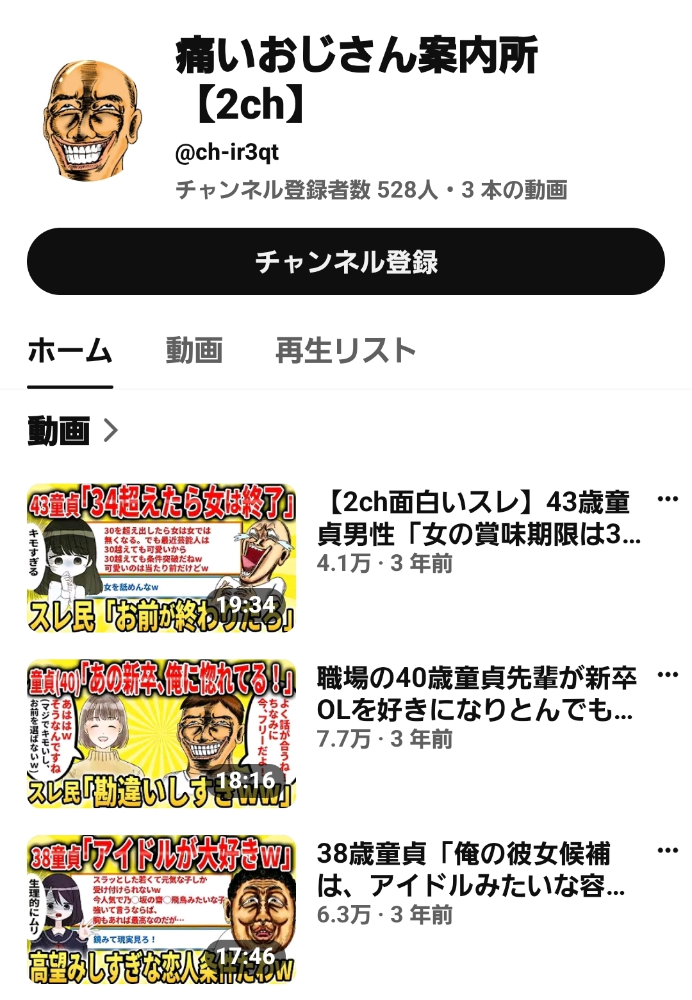 痛いおじさん案内所
【2ch】
@ch-ir3qt
チャンネル登録者数 528人・3 本の動画
チャンネル登録
ホーム
動画
再生リスト
動画
43童貞「34超えたら女は終了」
キモすぎる
30を超え出したら女は女では
無くなる。でも最近芸能人は
30越えても可愛いから
30越えても条件突破だねw
可愛いのは当たり前だけどw
女を舐めんなw
スレ民「お前が終わりだろ」
19:34
【2ch面白いスレ】43歳童
貞男性「女の賞味期限は3...
4.1万 · 3 年前
童貞(40)「あの新卒、俺に惚れてる！」
あははw
そうなんですね
(マジでキモいし、
お前を選ばないw)
よく話が合うね！
ちなみに
今、フリーだよ
スレ民「勘違いしすぎww」
18:16
職場の40歳童貞先輩が新卒
OLを好きになりとんでも...
7.7万 · 3 年前
38童貞「アイドルが大好きw」
生理的にムリ
スラッとした若くて元気な子しか
受け付けられないw
今人気で乃〇坂の齋〇飛鳥みたいな子
強いて言うならば、
胸もあれば最高なのだが…
鏡みて現実見ろ！
高望みしすぎな恋人条件だわw
17:46
38歳童貞「俺の彼女候補
は、アイドルみたいな容...
6.3万 · 3 年前